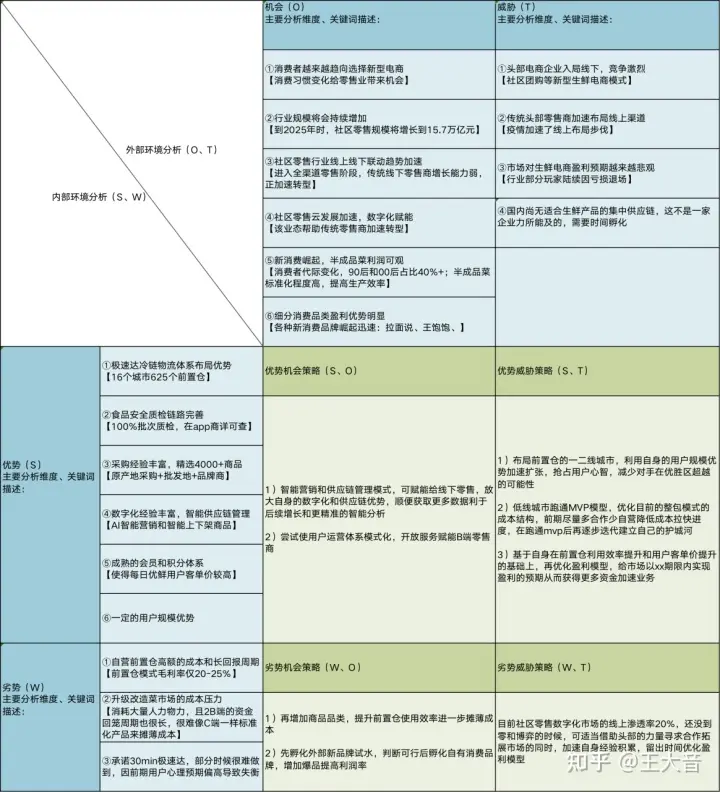 机会（O）
主要分析维度、关键词描述：
威胁（T）
主要分析维度、关键词描述：
外部环境分析（O、T）
内部环境分析（S、W）
①消费者越来越趋向选择新型电商
【消费习惯变化给零售业带来机会】
①头部电商企业入局线下，竞争激烈
【社区团购等新型生鲜电商模式】
②行业规模将会持续增加
【到2025年时，社区零售规模将增长到15.7万亿元】
②传统头部零售商加速布局线上渠道
【疫情加速了线上布局步伐】
③社区零售行业线上线下联动趋势加速
【进入全渠道零售阶段，传统线下零售商增长能力弱，
正加速转型】
③市场对生鲜电商盈利预期越来越悲观
【行业部分玩家陆续因亏损退场】
④社区零售云发展加速，数字化赋能
【该业态帮助传统零售商加速转型】
④国内尚无适合生鲜产品的集中供应链，这不是一家
企业力所能及的，需要时间孵化
⑤新消费崛起，半成品菜利润可观
【消费者代际变化，90后和00后占比40%+；半成品菜
标准化程度高，提高生产效率】
⑥细分消费品类盈利优势明显
【各种新消费品牌崛起迅速：拉面说、王饱饱、】
优势（S）
主要分析维度、关键词
描述：
①极速达冷链物流体系布局优势
【16个城市625个前置仓】
②食品安全质检链路完善
【100%批次质检，在app商详可查】
③采购经验丰富，精选4000+商品
【原产地采购+批发地+品牌商】
④数字化经验丰富，智能供应链管理
【AI智能营销和智能上下架商品】
⑤成熟的会员和积分体系
【使得每日优鲜用户客单价较高】
⑥一定的用户规模优势
优势机会策略（S、O）
1）智能营销和供应链管理模式，可赋能给线下零售，放
大自身的数字化和供应链优势，顺便获取更多数据利于
后续增长和更精准的智能分析
2）尝试使用户运营体系模式化，开放服务赋能B端零售
商
优势威胁策略（S、T）
1）布局前置仓的一二线城市，利用自身的用户规模优
势加速扩张，抢占用户心智，减少对手在优胜区超越
的可能性
2）低线城市跑通MVP模型，优化目前的整包模式的
成本结构，前期尽量多合作少自营降低成本拉快进
度，在跑通mvp后再逐步迭代建立自己的护城河
3）基于自身在前置仓利用效率提升和用户客单价提升
的基础上，再优化盈利模型，给市场以xx期限内实现
盈利的预期从而获得更多资金加速业务
劣势（W）
主要分析维度、关键词
描述：
①自营前置仓高额的成本和长回报周期
【前置仓模式毛利率仅20-25%】
②升级改造菜市场的成本压力
【消耗大量人力物力，且2B端的资金
回笼周期也很长，很难像C端一样标准
化产品来摊薄成本】
③承诺30min极速达，部分时候很难做
到，因前期用户心理预期偏高导致失衡
劣势机会策略（W、O）
1）再增加商品品类，提升前置仓使用效率进一步摊薄成
本
2）先孵化外部新品牌试水，判断可行后孵化自有消费品
牌，增加爆品提高利润率
劣势威胁策略（W、T）
目前社区零售数字化市场的线上渗透率20%，还没到
零和博弈的时候，可适当借助头部的力量寻求合作拓
展市场的同时，加速自身经验积累，留出时间优化盈
利模型
知乎 @王大音